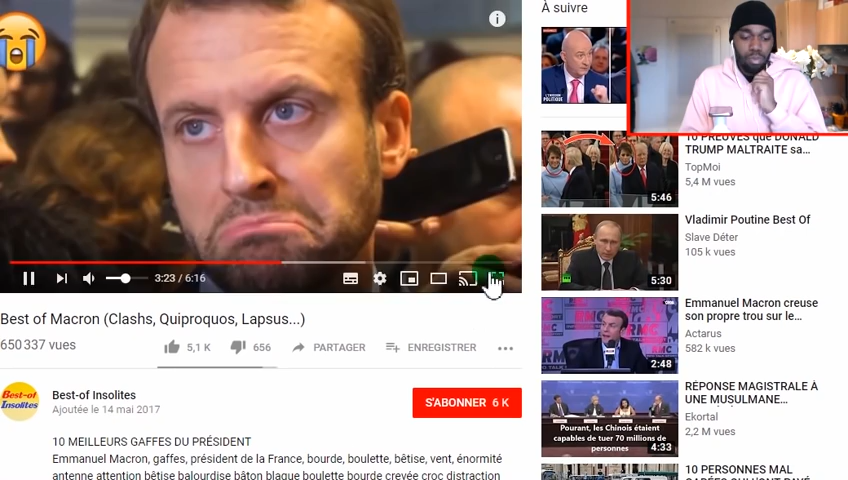 À suivre
3:23 / 6:16
Best of Macron (Clashs, Quiproquos, Lapsus...)
650 337 vues
5,1 K
656
PARTAGER
ENREGISTRER
Best-of Insolites
Best-of Insolites
Ajoutée le 14 mai 2017
S'ABONNER 6 K
10 MEILLEURS GAFFES DU PRÉSIDENT
Emmanuel Macron, gaffes, président de la France, bourde, boulette, bêtise, vent, énormité
antenne attention bêtise balourdise bâton blague boulette bourde crevée croc distraction
POLITIQUE
10 PREUVES que DONALD
TRUMP MALTRAITE sa...
TopMoi
5,4 M vues
5:46
Vladimir Poutine Best Of
Slave Déter
105 k vues
5:30
Emmanuel Macron creuse
son propre trou sur le...
Actarus
582 k vues
RMC
2:48
RÉPONSE MAGISTRALE À
UNE MUSULMANE...
Ekortal
2,2 M vues
Pourant, les Chinois étaient
capables de tuer 70 millions de
personnes
4:33
10 PERSONNES MAL